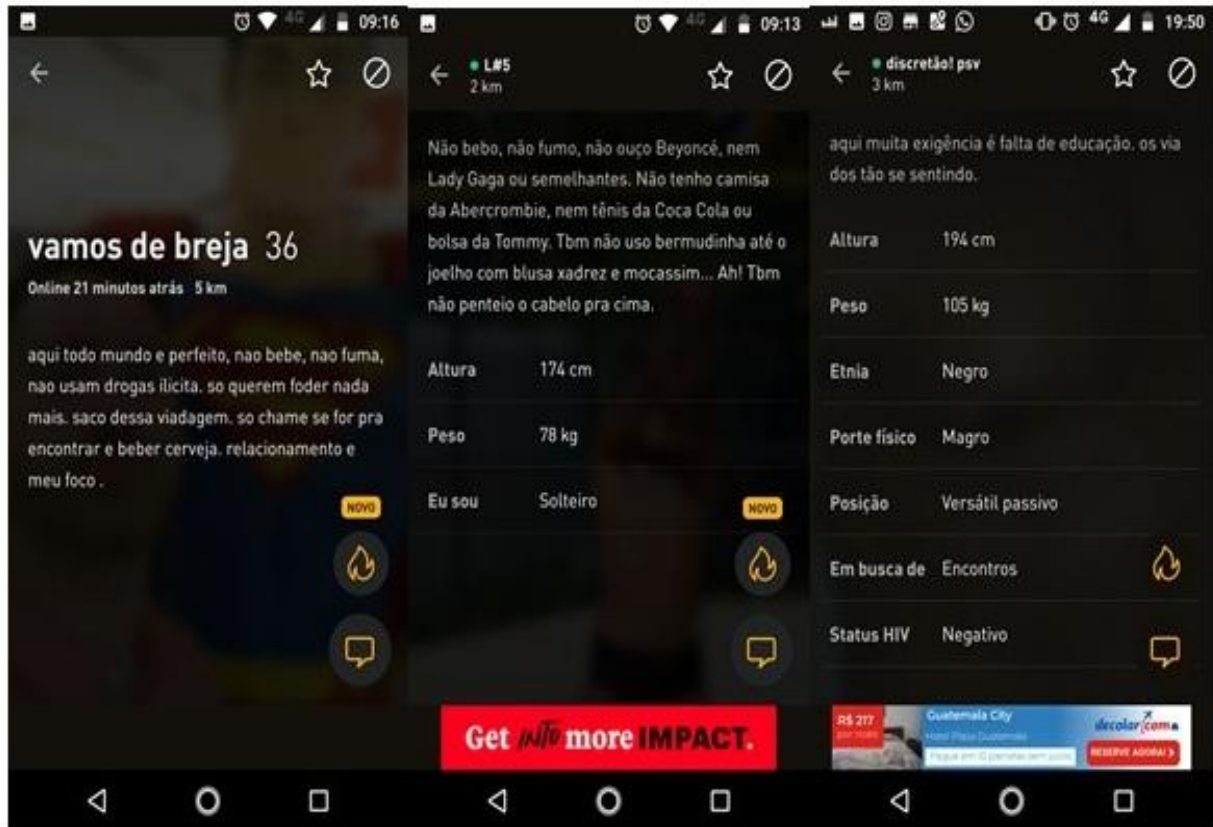 4G 09:16
vamos de breja 36
Online 21 minutos atrás 5 km
aqui todo mundo e perfeito, nao bebe, nao fuma,
nao usam drogas ilicita. so querem foder nada
mais. saco dessa viadagem. so chame se for pra
encontrar e beber cerveja. relacionamento e
meu foco .
NOVO
4G 09:13
L#5
2 km
Não bebo, não fumo, não ouço Beyoncé, nem
Lady Gaga ou semelhantes. Não tenho camisa
da Abercrombie, nem tênis da Coca Cola ou
bolsa da Tommy. Tbm não uso bermudinha até o
joelho com blusa xadrez e mocassim... Ah! Tbm
não penteio o cabelo pra cima.
Altura 174 cm
Peso 78 kg
Eu sou Solteiro
NOVO
Get INTO more IMPACT.
4G 19:50
discretão! psv
3 km
aqui muita exigência é falta de educação. os via
dos tão se sentindo.
Altura 194 cm
Peso 105 kg
Etnia Negro
Porte físico Magro
Posição Versátil passivo
Em busca de Encontros
Status HIV Negativo
R$ 217
Guatemala City
decolar.com
RESERVE AGORA!